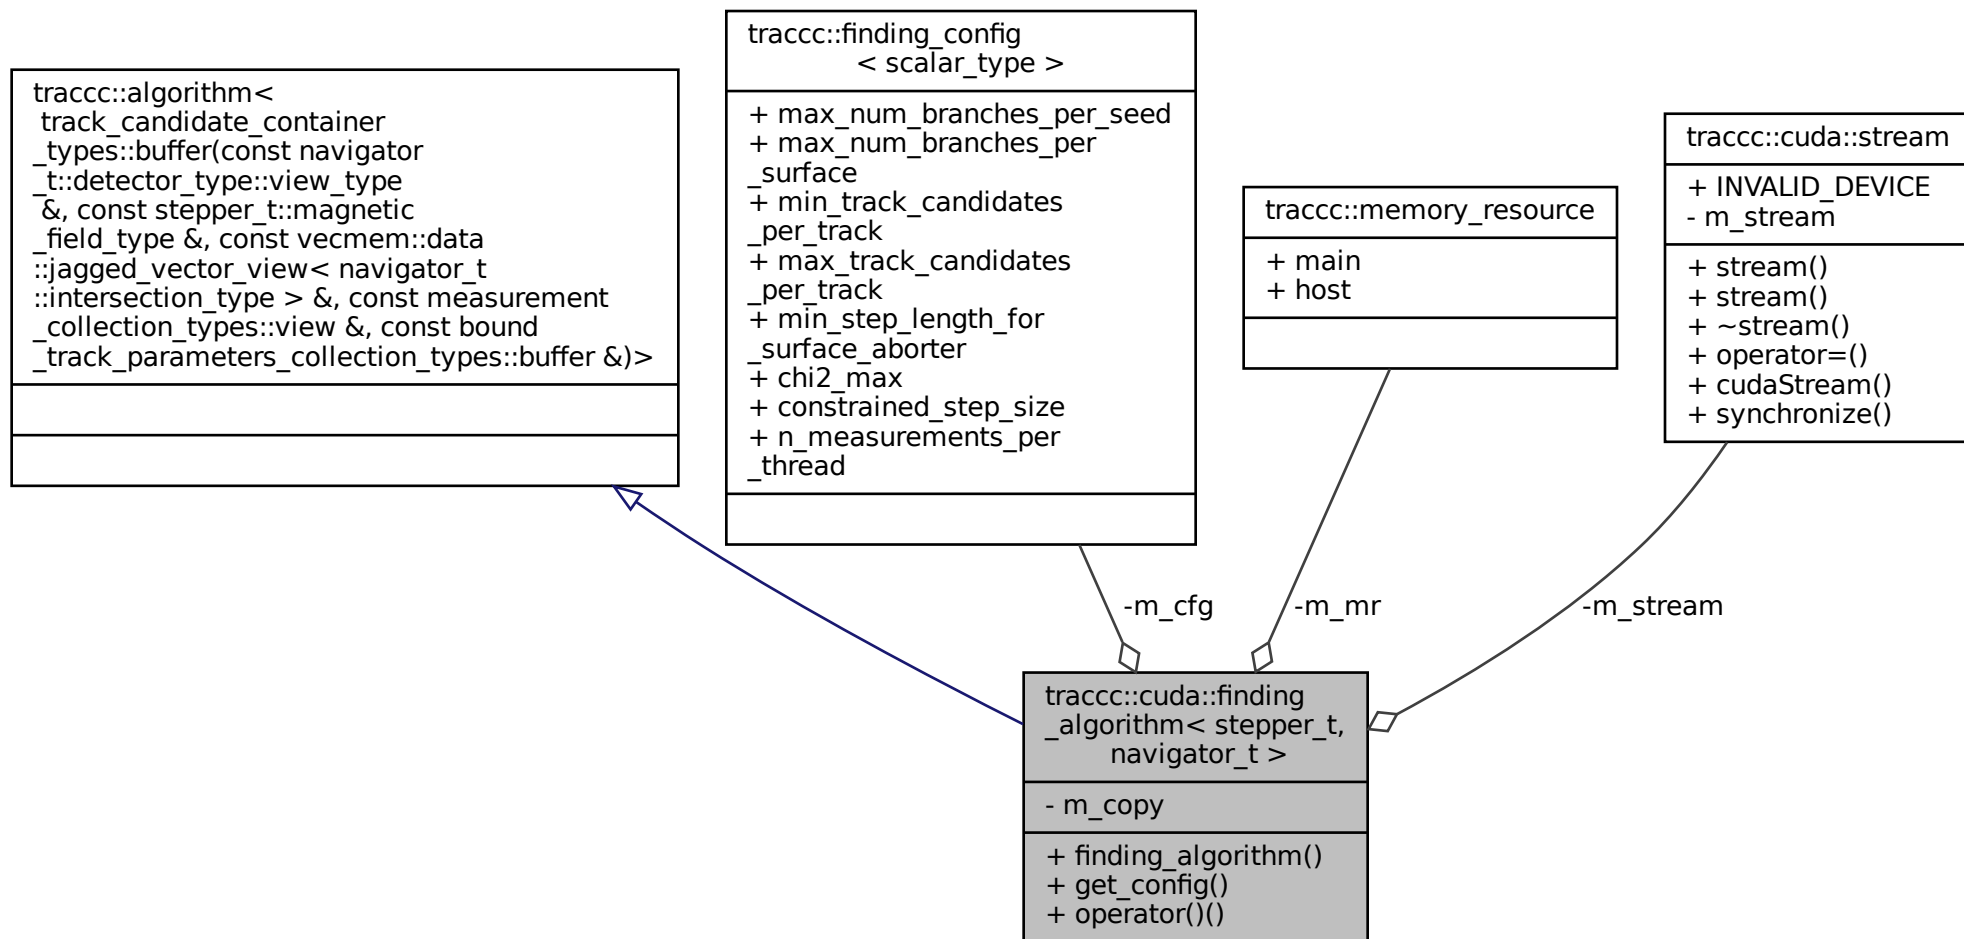 traccc::algorithm<
track_candidate_container
_types::buffer(const navigator
_t::detector_type::view_type
&, const stepper_t::magnetic
_field_type &, const vecmem::data
::jagged_vector_view< navigator_t
::intersection_type > &, const measurement
_collection_types::view &, const bound
_track_parameters_collection_types::buffer &)>
traccc::finding_config
< scalar_type >
+ max_num_branches_per_seed
+ max_num_branches_per
_surface
+ min_track_candidates
_per_track
+ max_track_candidates
_per_track
+ min_step_length_for
_surface_aborter
+ chi2_max
+ constrained_step_size
+ n_measurements_per
_thread
traccc::memory_resource
+ main
+ host
traccc::cuda::stream
+ INVALID_DEVICE
- m_stream
+ stream()
+ stream()
+ ~stream()
+ operator=()
+ cudaStream()
+ synchronize()
-m_cfg
-m_mr
-m_stream
traccc::cuda::finding
_algorithm< stepper_t,
navigator_t >
- m_copy
+ finding_algorithm()
+ get_config()
+ operator()()